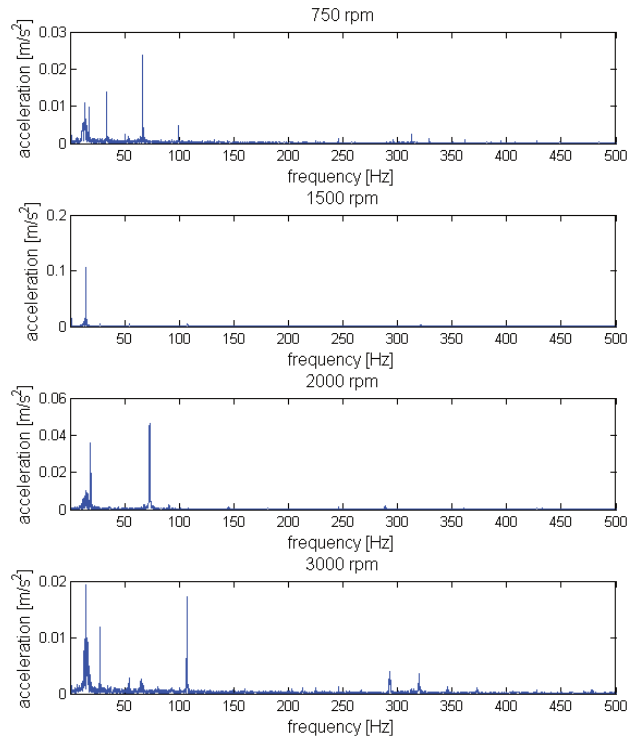 750 rpm
acceleration [m/s²]
0.03
0.02
0.01
0
50 100 150 200 250 300 350 400 450 500
frequency [Hz]
1500 rpm
acceleration [m/s²]
0.2
0.1
0
50 100 150 200 250 300 350 400 450 500
frequency [Hz]
2000 rpm
acceleration [m/s²]
0.06
0.04
0.02
0
50 100 150 200 250 300 350 400 450 500
frequency [Hz]
3000 rpm
acceleration [m/s²]
0.02
0.01
0
50 100 150 200 250 300 350 400 450 500
frequency [Hz]